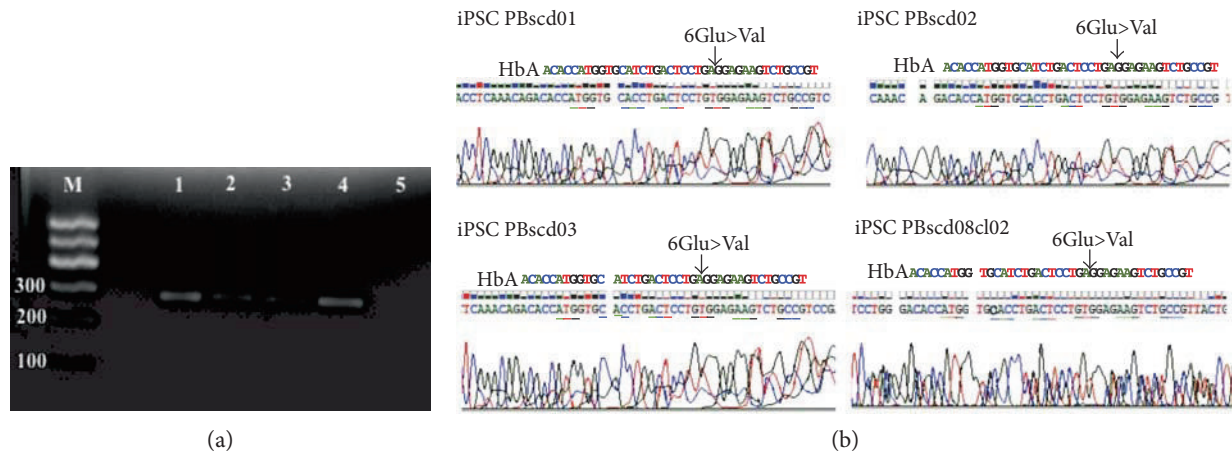 M 1 2 3 4 5
300
200
100
(a)
iPSC PBscd01
6Glu>Val
HbA ACACCATGGTGCATCTGACTCCTGAGGAGAAGTCTGCCGT
ACCTCAAACAGACACCATGGTG CACCTGACTCCTGTGGAGAAGTCTGCCGTC
iPSC PBscd02
6Glu>Val
HbA ACACCATGGTGCATCTGACTCCTGAGGAGAAGTCTGCCGT
CAAAC A GACACCATGGTGCACCTGACTCCTGTGGAGAAGTCTGCCG T
iPSC PBscd03
6Glu>Val
HbA ACACCATGGTGC ATCTGACTCCTGAGGAGAAGTCTGCCGT
TCAAACAGACACCATGGTGC ACCTGACTCCTGTGGAGAAGTCTGCCGTCCG
iPSC PBscd08cl02
6Glu>Val
HbA ACACCATGG TGCATCTGACTCCTGAGGAGAAGTCTGCCGT
TCCTGG GACACCATGG TGCACCTGACTCCTGTGGAGAAGTCTGCCGTTACTG
(b)